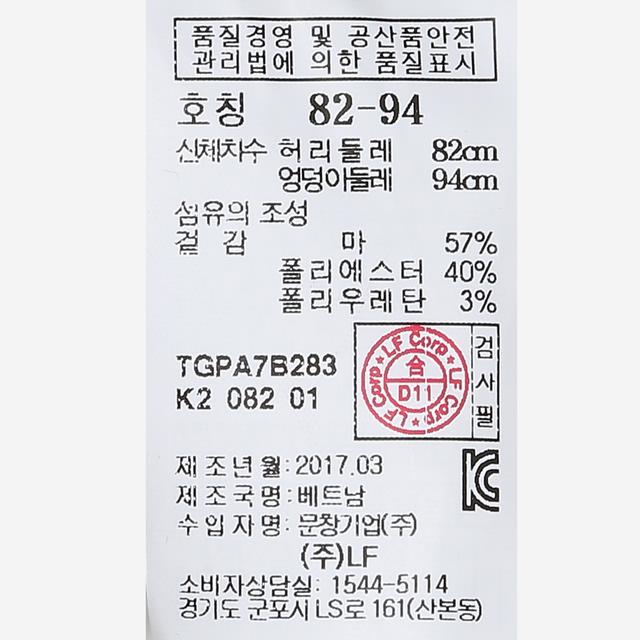 품질경영 및 공산품안전
관리법에 의한 품질표시
호칭 82-94
신체치수 허리둘레 82cm
엉덩이둘레 94cm
섬유의 조성
겉감 마 57%
폴리에스터 40%
폴리우레탄 3%
TGPA7B283
K2 082 01
LF Corp ★ LF Corp ★ LF Corp ★
合
D11
검사필
제조년월: 2017.03
제조국명: 베트남
수입자명: 문창기업(주)
(주)LF
소비자상담실: 1544-5114
경기도 군포시 LS로 161(산본동)